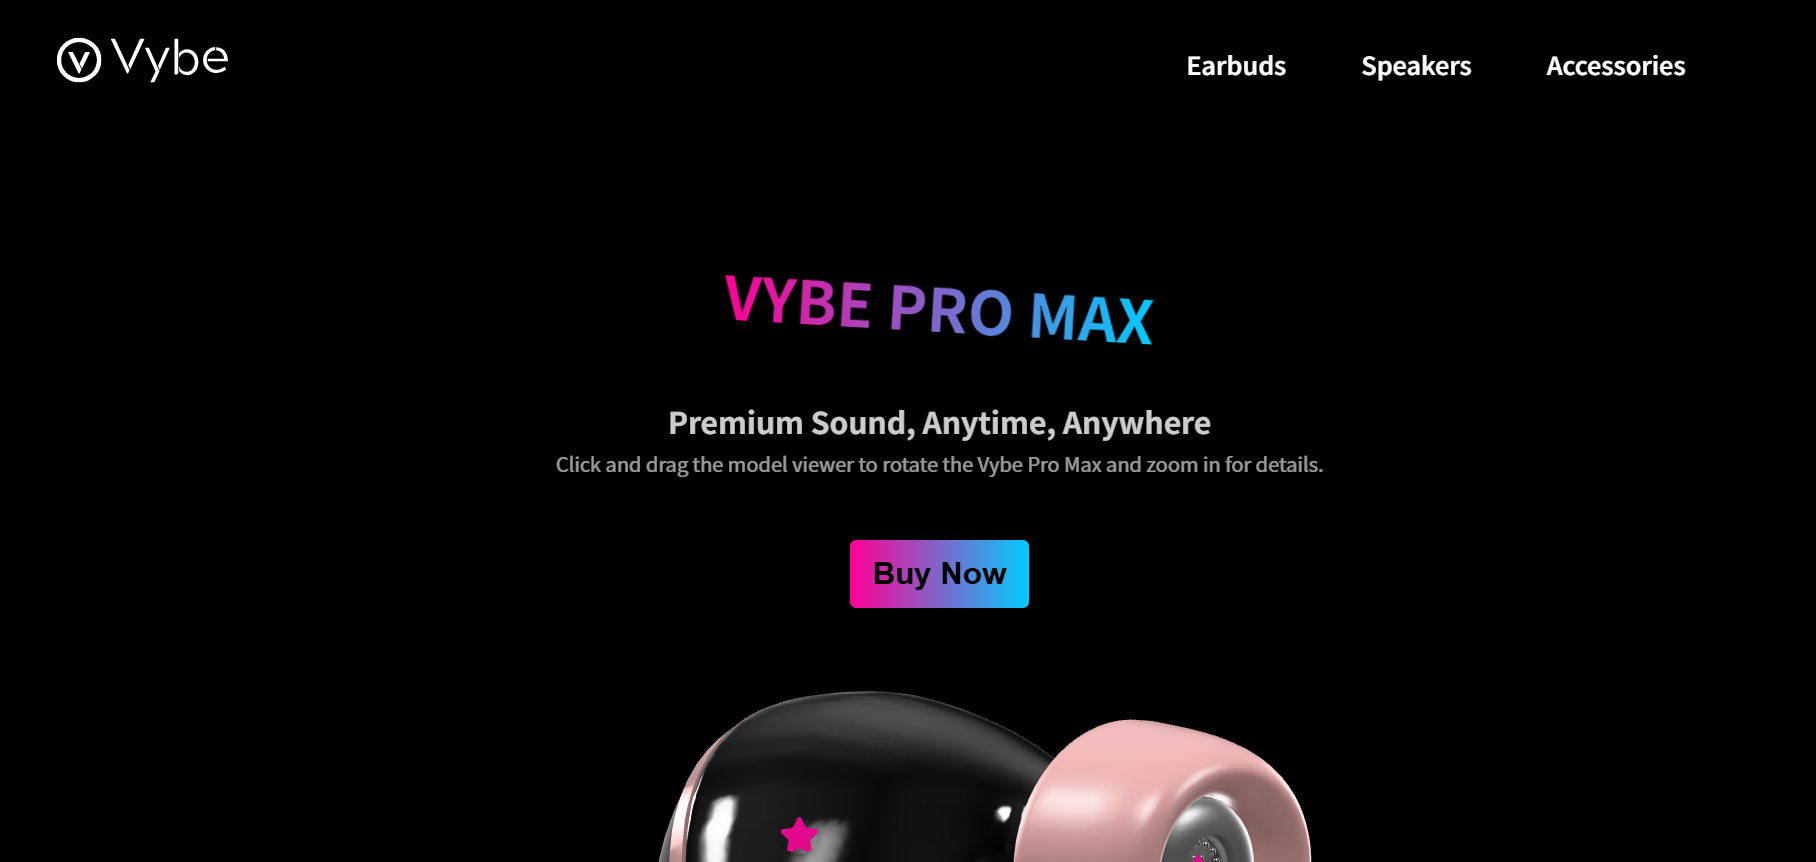 Vybe
Earbuds Speakers Accessories
VYBE PRO MAX
Premium Sound, Anytime, Anywhere
Click and drag the model viewer to rotate the Vybe Pro Max and zoom in for details.
Buy Now